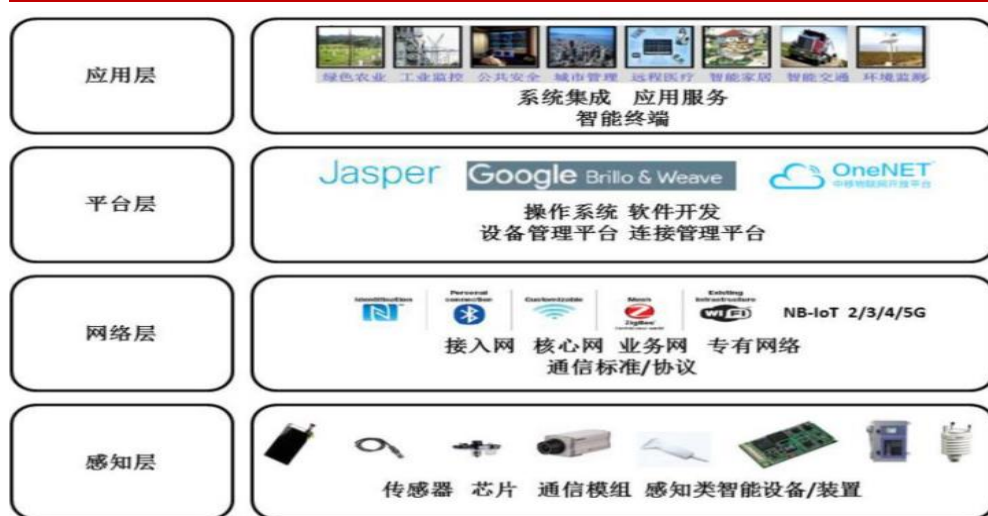 应用层
绿色农业 工业监控 公共安全 城市管理 远程医疗 智能家居 智能交通 环境监测
系统集成 应用服务
智能终端
平台层
Jasper Google Brillo & Weave OneNET
中移物联网开放平台
操作系统 软件开发
设备管理平台 连接管理平台
网络层
Identification Personal connection Customizable Mesh Existing infrastructure
N ZigBee WiFi NB-IoT 2/3/4/5G
接入网 核心网 业务网 专有网络
通信标准/协议
感知层
传感器 芯片 通信模组 感知类智能设备/装置